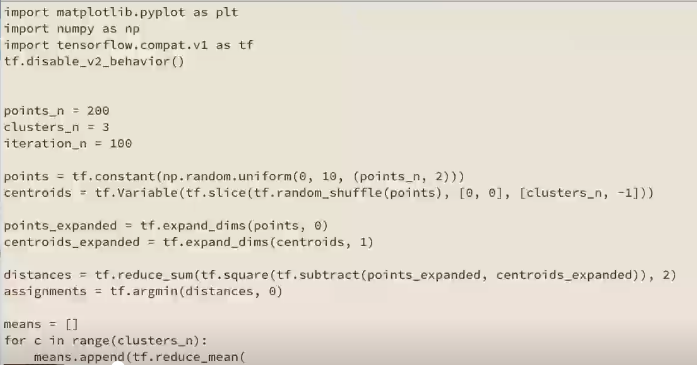 import matplotlib.pyplot as plt
import numpy as np
import tensorflow.compat.v1 as tf
tf.disable_v2_behavior()
points_n = 200
clusters_n = 3
iteration_n = 100
points = tf.constant(np.random.uniform(0, 10, (points_n, 2)))
centroids = tf.Variable(tf.slice(tf.random_shuffle(points), [0, 0], [clusters_n, -1]))
points_expanded = tf.expand_dims(points, 0)
centroids_expanded = tf.expand_dims(centroids, 1)
distances = tf.reduce_sum(tf.square(tf.subtract(points_expanded, centroids_expanded)), 2)
assignments = tf.argmin(distances, 0)
means = []
for c in range(clusters_n):
    means.append(tf.reduce_mean(